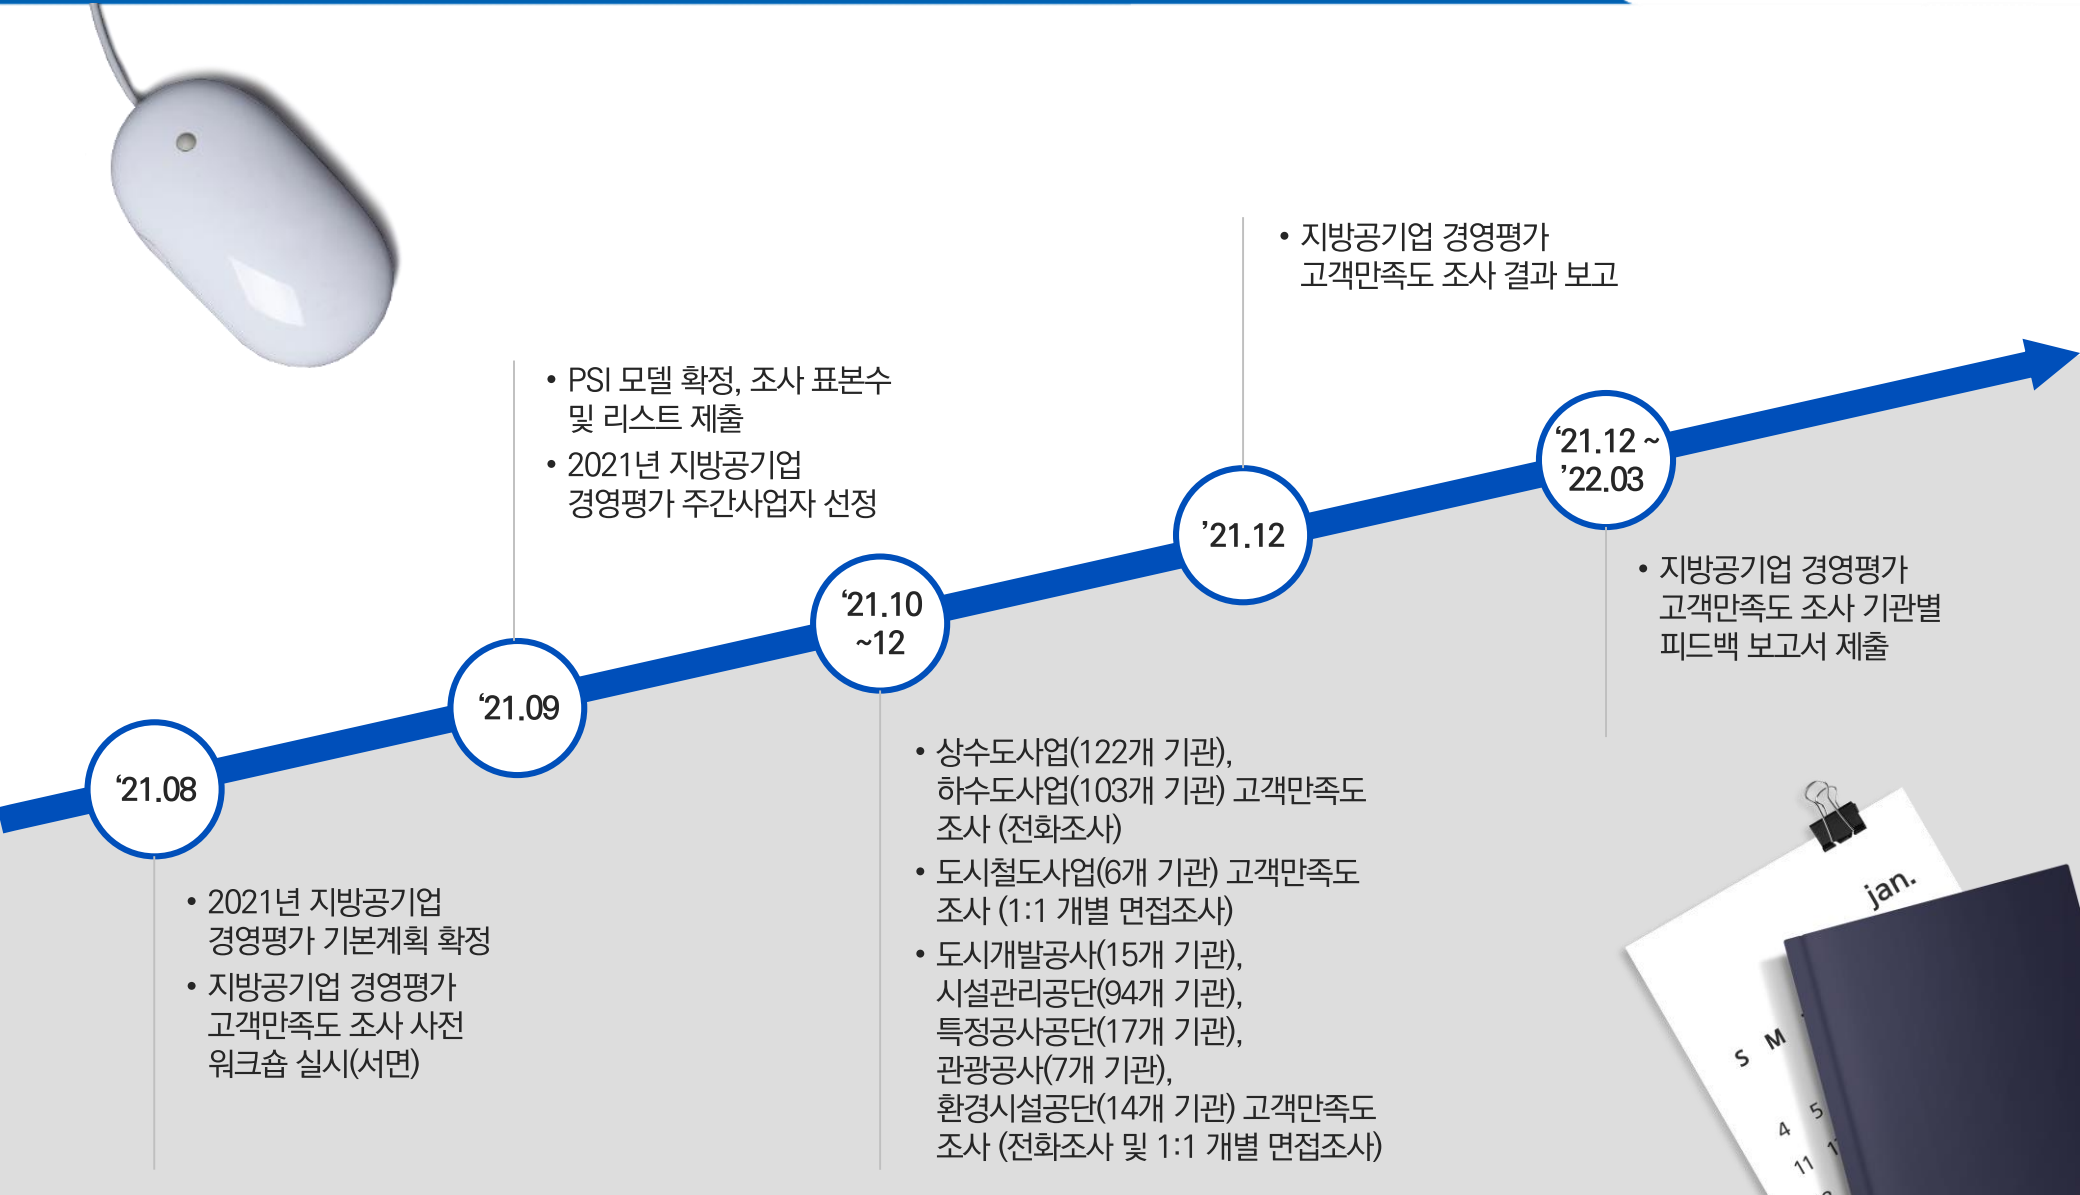 ‘21.08
• 2021년 지방공기업
경영평가 기본계획 확정
• 지방공기업 경영평가
고객만족도 조사 사전
워크숍 실시(서면)
‘21.09
• PSI 모델 확정, 조사 표본수
및 리스트 제출
• 2021년 지방공기업
경영평가 주간사업자 선정
‘21.10
~12
• 상수도사업(122개 기관),
하수도사업(103개 기관) 고객만족도
조사 (전화조사)
• 도시철도사업(6개 기관) 고객만족도
조사 (1:1 개별 면접조사)
• 도시개발공사(15개 기관),
시설관리공단(94개 기관),
특정공사공단(17개 기관),
관광공사(7개 기관),
환경시설공단(14개 기관) 고객만족도
조사 (전화조사 및 1:1 개별 면접조사)
’21.12
• 지방공기업 경영평가
고객만족도 조사 결과 보고
‘21.12 ~
’22.03
• 지방공기업 경영평가
고객만족도 조사 기관별
피드백 보고서 제출
jan.
S M
4 5
11